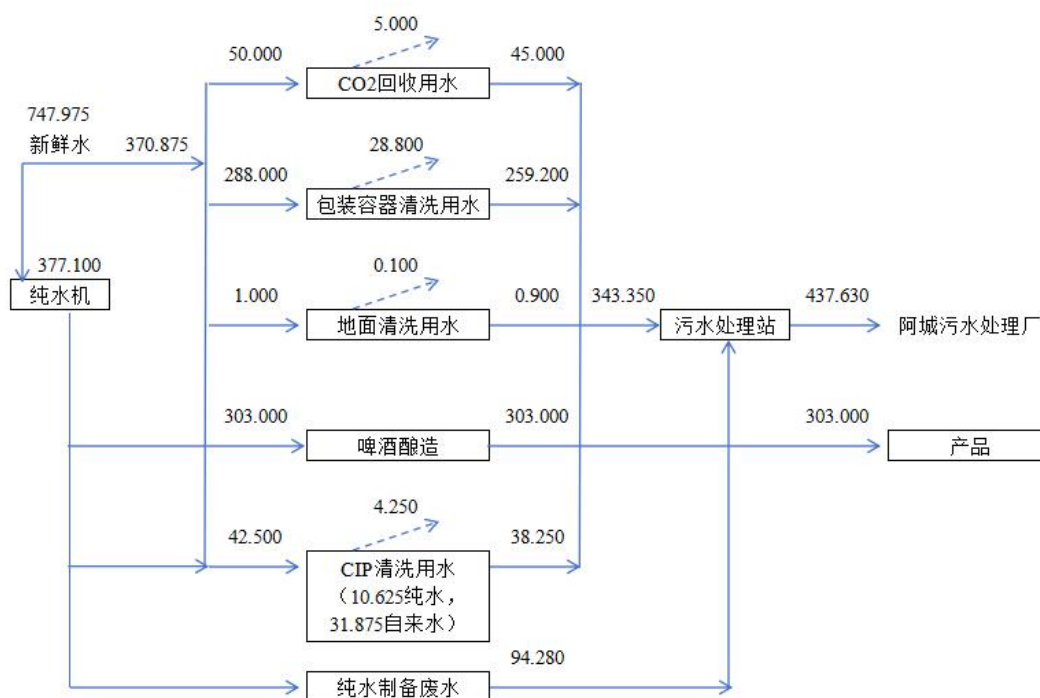 5.000
50.000
CO2回收用水
45.000
747.975
新鲜水
370.875
28.800
288.000
包装容器清洗用水
259.200
377.100
纯水机
0.100
1.000
地面清洗用水
0.900
343.350
污水处理站
437.630
阿城污水处理厂
303.000
啤酒酿造
303.000
303.000
产品
4.250
42.500
CIP清洗用水
（10.625纯水，
31.875自来水）
38.250
纯水制备废水
94.280